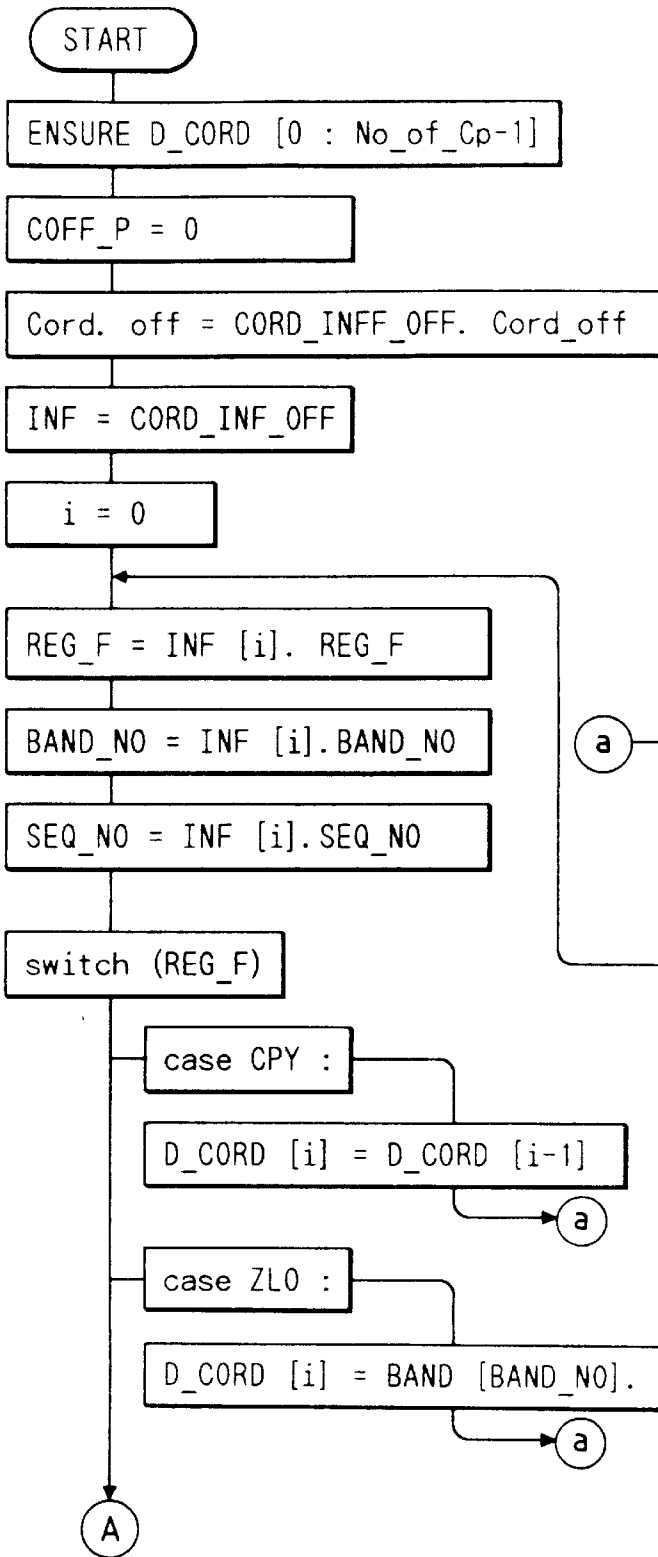 START
ENSURE D_CORD [0 : No_of_Cp-1]
COFF_P = 0
Cord. off = CORD_INFF_OFF. Cord_off
INF = CORD_INF_OFF
i = 0
REG_F = INF [i]. REG_F
BAND_NO = INF [i].BAND_NO
a
SEQ_NO = INF [i].SEQ_NO
switch (REG_F)
case CPY :
D_CORD [i] = D_CORD [i-1]
a
case ZLO :
D_CORD [i] = BAND [BAND_NO].
a
A